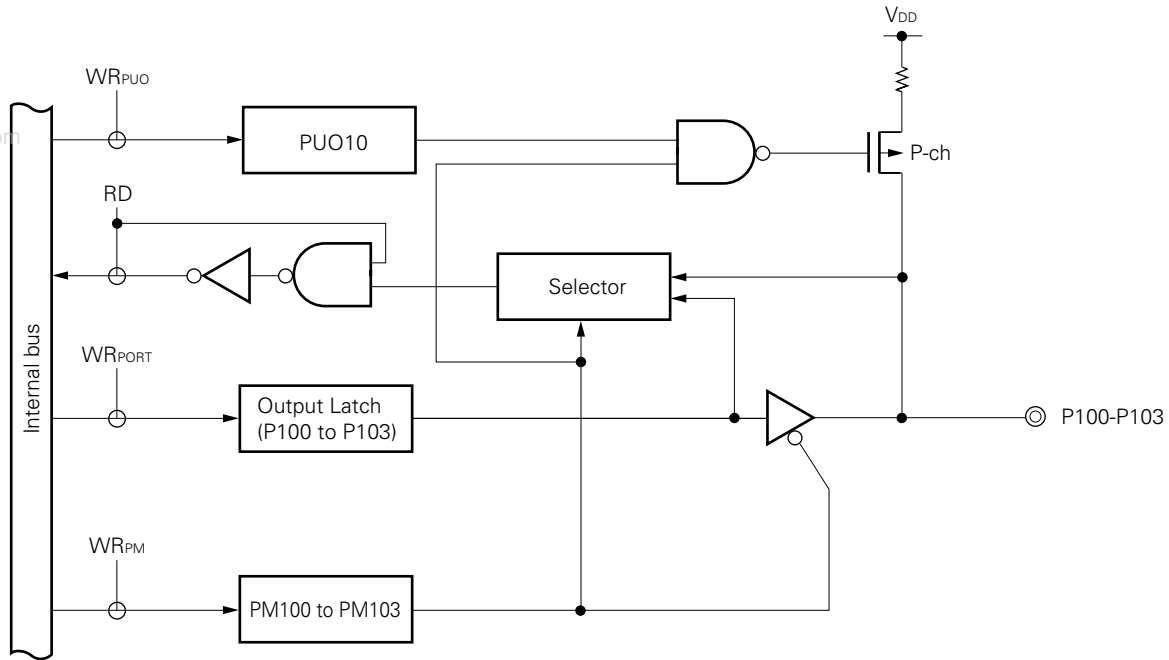 VDD
WRPUO
om
PUO10
P-ch
RD
Selector
WRPORT
Internal bus
Output Latch
(P100 to P103)
P100-P103
WRPM
PM100 to PM103